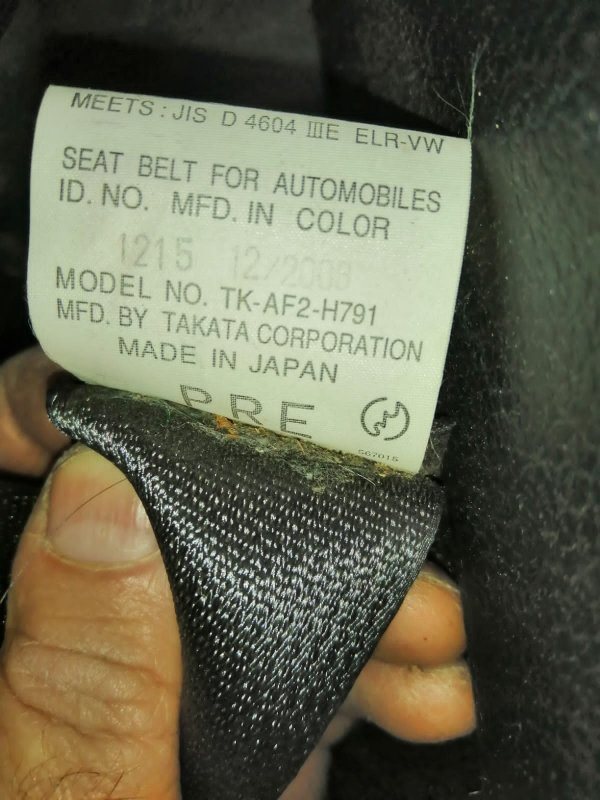 MEETS : JIS D 4604 ⅢE ELR-VW
SEAT BELT FOR AUTOMOBILES
ID. NO. MFD. IN COLOR
1215 12/2008
MODEL NO. TK-AF2-H791
MFD. BY TAKATA CORPORATION
MADE IN JAPAN
PRE
567015